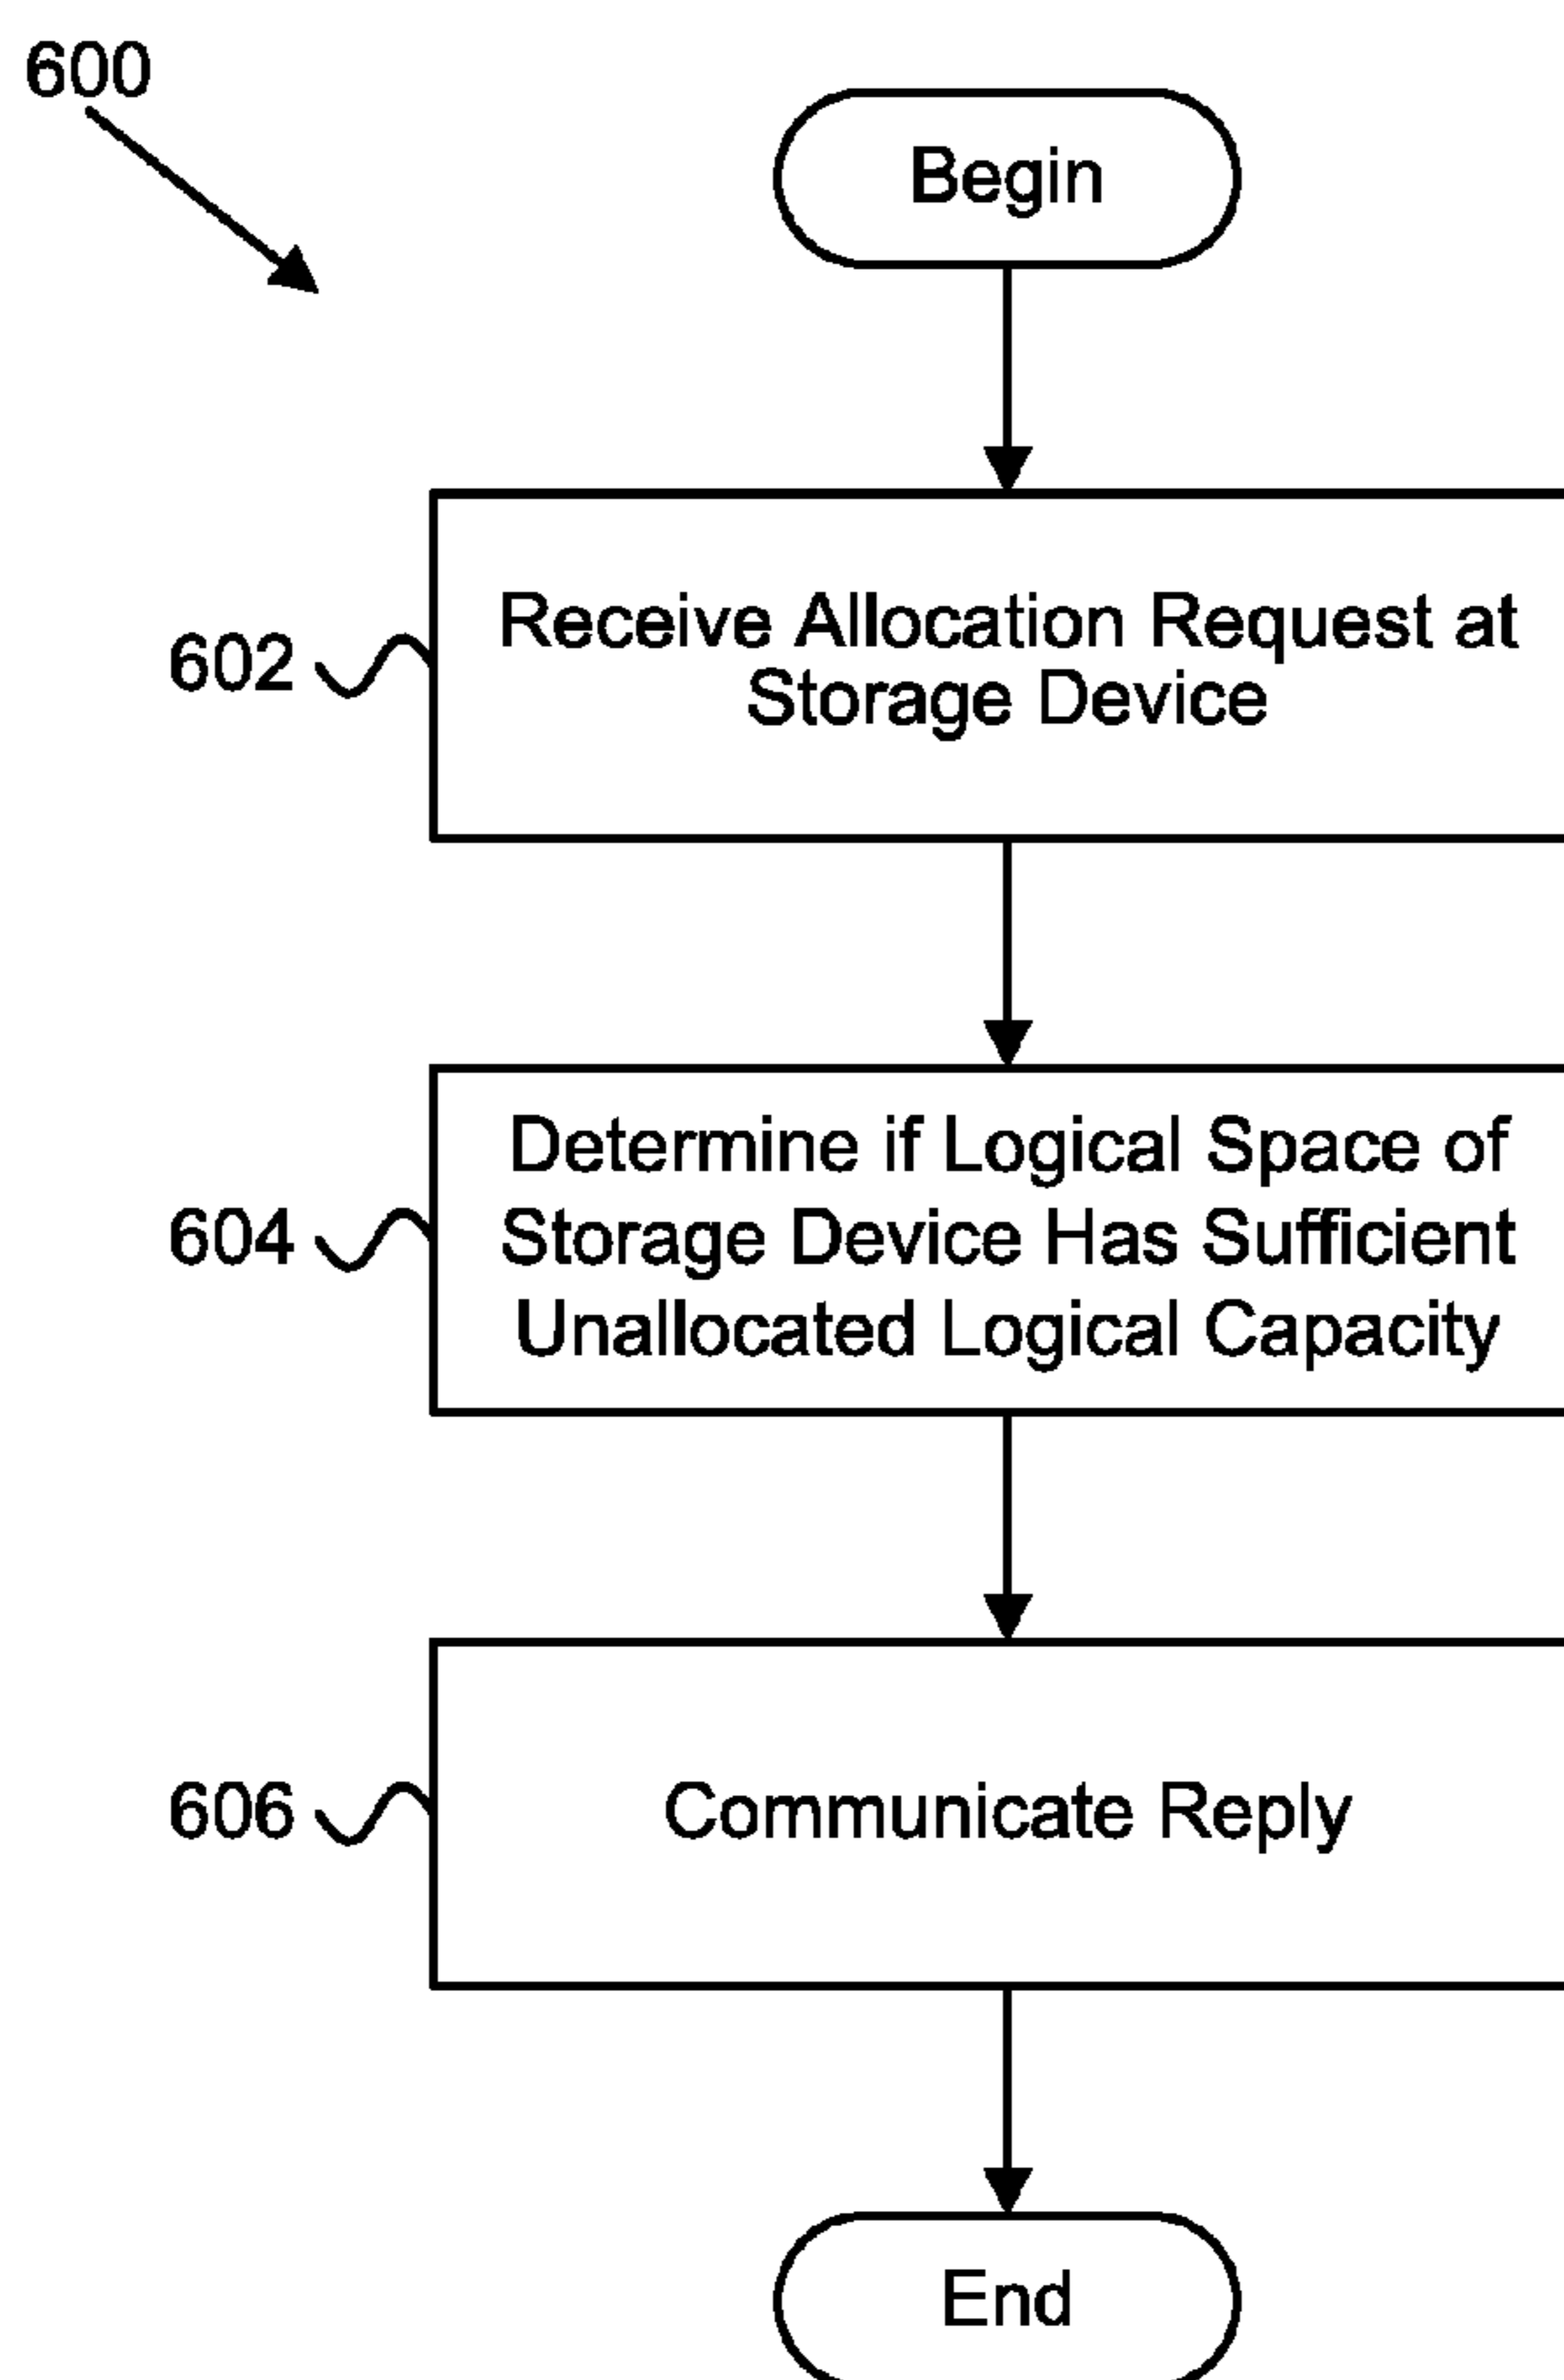 600
Begin
602
Receive Allocation Request at
Storage Device
604
Determine if Logical Space of
Storage Device Has Sufficient
Unallocated Logical Capacity
606
Communicate Reply
End